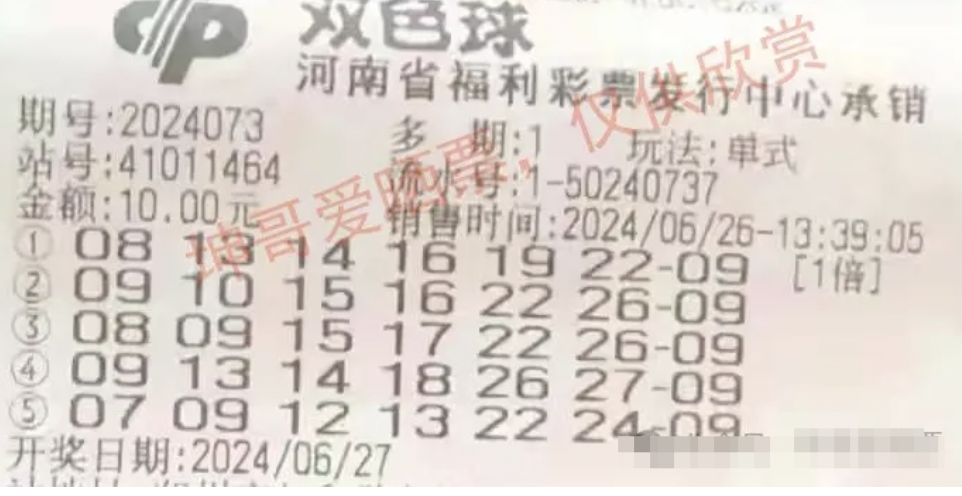 双色球
河南省福利彩票发行中心承销
期号:2024073 多 期:1 玩法:单式
站号:41011464 流水号:1-50240737
金额:10.00元 销售时间:2024/06/26-13:39:05
① 08 13 14 16 19 22-09 [1倍]
② 09 10 15 16 22 26-09
③ 08 09 15 17 22 26-09
④ 09 13 14 18 26 27-09
⑤ 07 09 12 13 22 24-09
开奖日期:2024/06/27
坤哥爱晒票，仅供欣赏